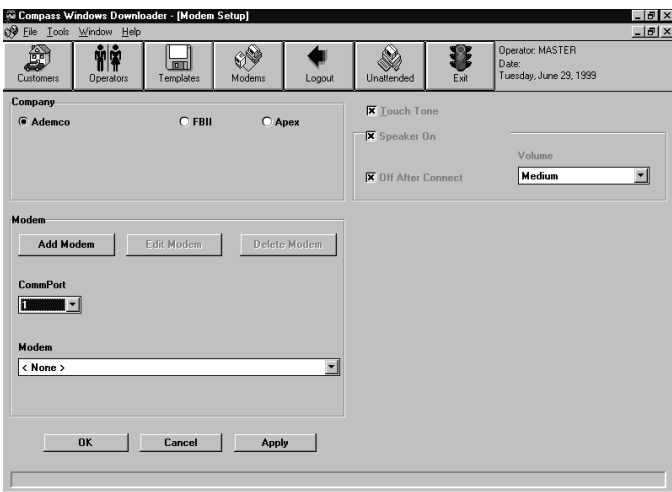 Compass Windows Downloader - [Modem Setup]
File Tools Window Help
Customers Operators Templates Modems Logout Unattended Exit
Operator: MASTER
Date:
Tuesday, June 29, 1999
Company
Ademco FBII Apex
Touch Tone
Speaker On
Volume
Off After Connect Medium
Modem
Add Modem Edit Modem Delete Modem
CommPort
1
Modem
< None >
OK Cancel Apply